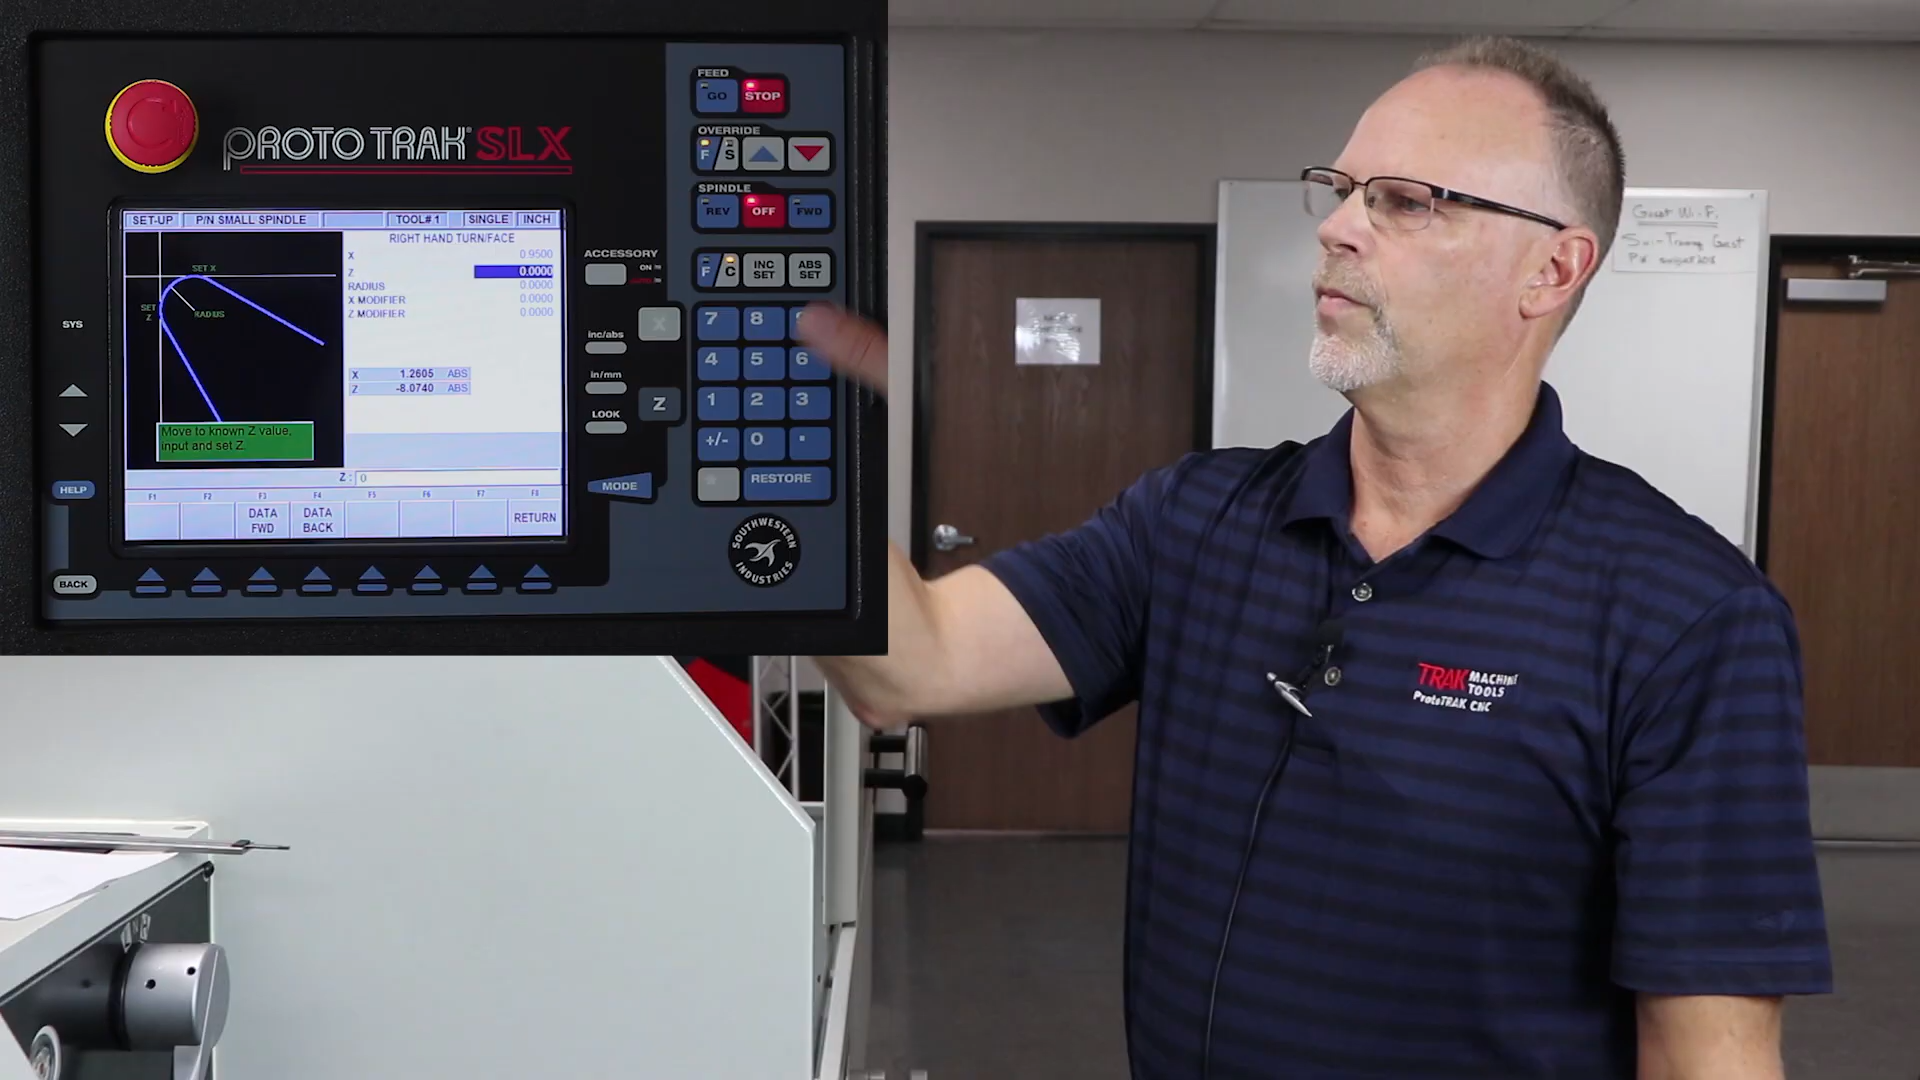 PROTOTRAK® SLX
FEED
GO
STOP
OVERRIDE
F/S
SPINDLE
REV
OFF
FWD
F/C
INC
SET
ABS
SET
SET-UP
P/N SMALL SPINDLE
TOOL# 1
SINGLE
INCH
RIGHT HAND TURN/FACE
X 0.9500
Z 0.0000
RADIUS 0.0000
X MODIFIER 0.0000
Z MODIFIER 0.0000
SET X
SET
Z
RADIUS
X 1.2605 ABS
Z -8.0740 ABS
Move to known Z value,
input and set Z.
Z: 0
F1 F2 F3 F4 F5 F6 F7 F8
DATA
FWD
DATA
BACK
RETURN
SYS
HELP
BACK
ACCESSORY
ON
inc/abs
in/mm
LOOK
MODE
X
Z
7 8
4 5 6
1 2 3
+/- 0 .
RESTORE
SOUTHWESTERN
INDUSTRIES
Guest Wi-Fi
TRAK MACHINE
TOOLS
ProtoTRAK CNC
L N H